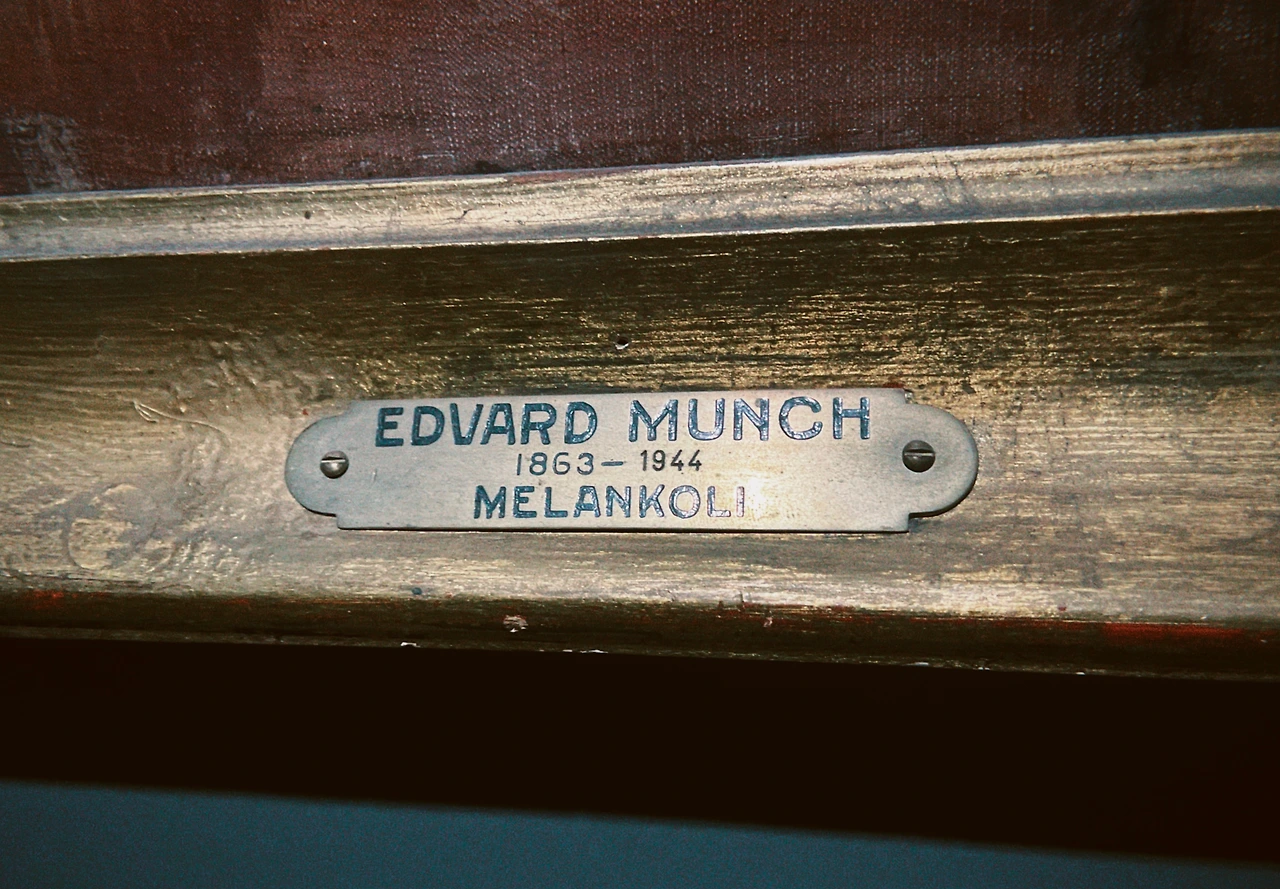 EDVARD MUNCH
1863 – 1944
MELANKOLI